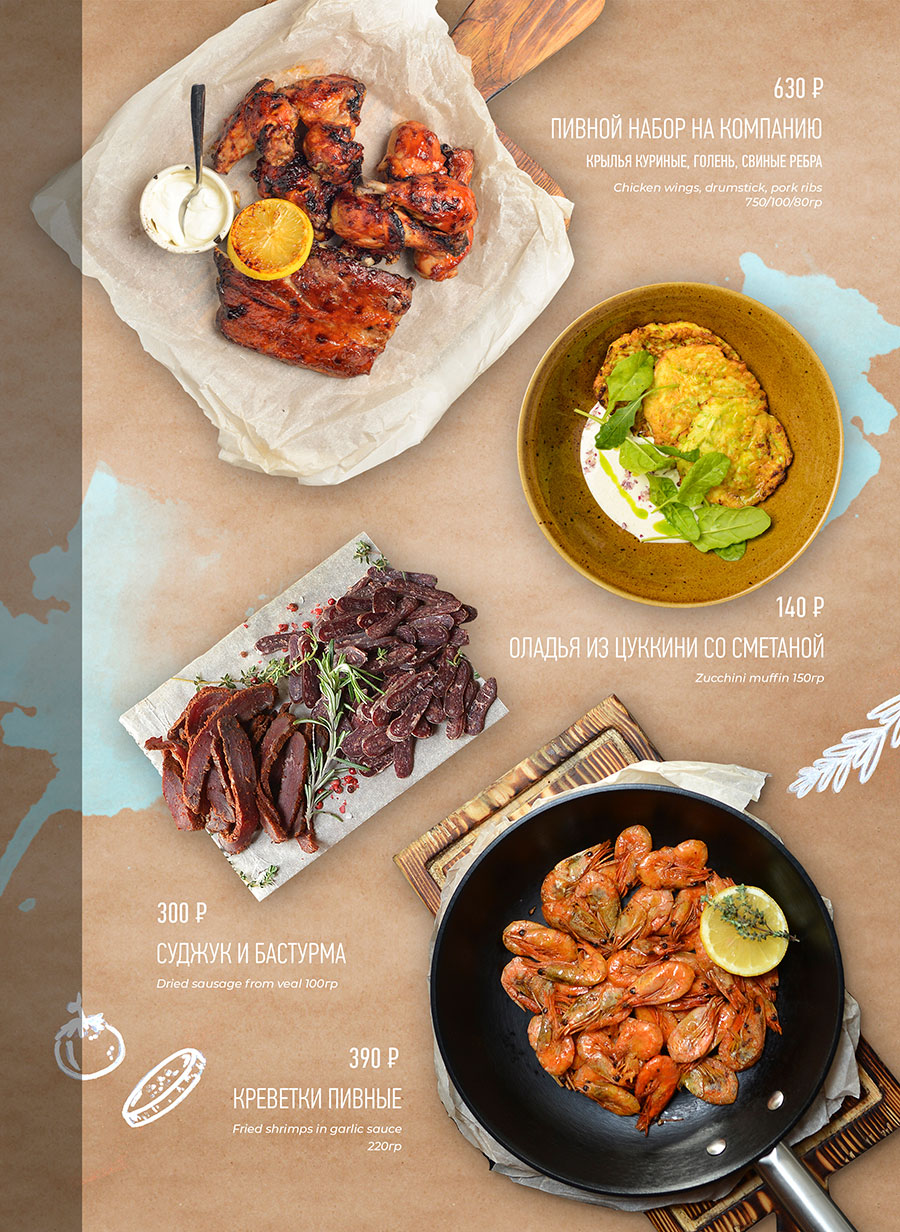 630 ₽
ПИВНОЙ НАБОР НА КОМПАНИЮ
КРЫЛЬЯ КУРИНЫЕ, ГОЛЕНЬ, СВИНЫЕ РЕБРА
Chicken wings, drumstick, pork ribs
750/100/80гр
140 ₽
ОЛАДЬЯ ИЗ ЦУККИНИ СО СМЕТАНОЙ
Zucchini muffin 150гр
300 ₽
СУДЖУК И БАСТУРМА
Dried sausage from veal 100гр
390 ₽
КРЕВЕТКИ ПИВНЫЕ
Fried shrimps in garlic sauce
220гр